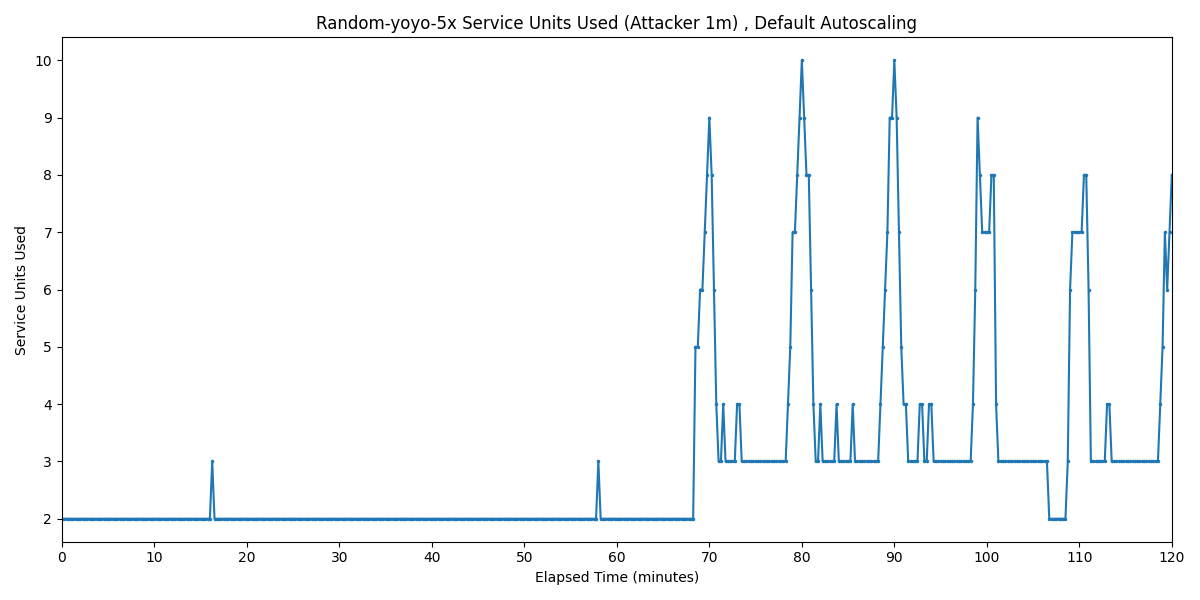 Random-yoyo-5x Service Units Used (Attacker 1m) , Default Autoscaling
10
9
8
7
6
5
4
3
2
Service Units Used
0 10 20 30 40 50 60 70 80 90 100 110 120
Elapsed Time (minutes)